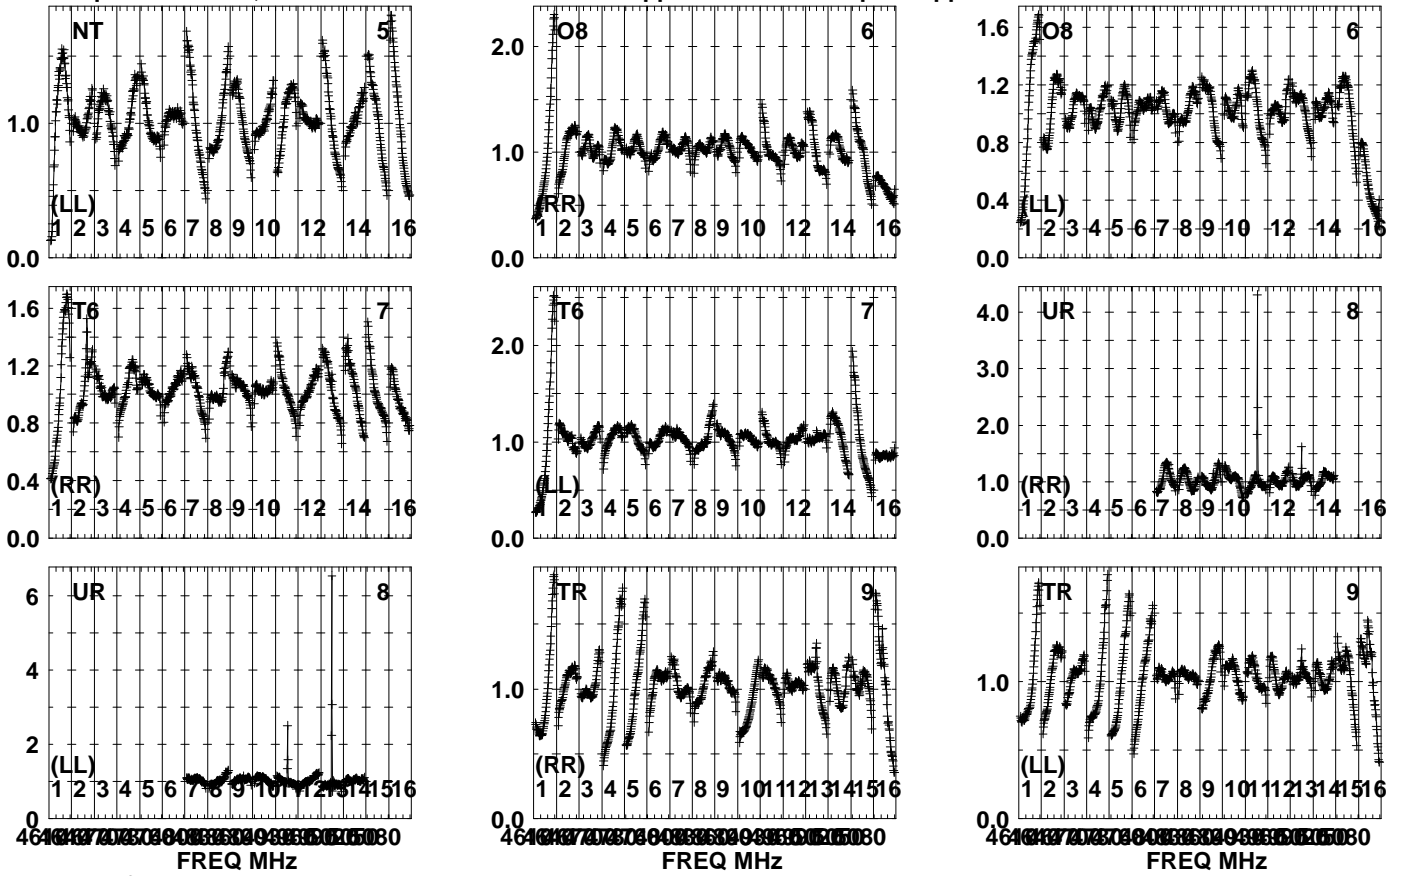 NT 5
1.0
(LL)
1 2 3 4 5 6 7 8 9 10 12 14 16
0.0
O8 6
2.0
1.0
(RR)
1 2 3 4 5 6 7 8 9 10 12 14 16
0.0
O8 6
1.6
1.2
0.8
0.4
(LL)
1 2 3 4 5 6 7 8 9 10 12 14 16
0.0
T6 7
1.6
1.2
0.8
0.4
(RR)
1 2 3 4 5 6 7 8 9 10 12 14 16
0.0
T6 7
2.0
1.0
(LL)
1 2 3 4 5 6 7 8 9 10 12 14 16
0.0
UR 8
4.0
3.0
2.0
1.0
(RR)
1 2 3 4 5 6 7 8 9 10 12 14 16
0.0
UR 8
6
4
2
(LL)
1 2 3 4 5 6 7 8 9 10 11 12 13 14 15 16
0
FREQ MHz
TR 9
1.0
(RR)
1 2 3 4 5 6 7 8 9 10 11 12 13 14 15 16
0.0
TR 9
1.0
(LL)
1 2 3 4 5 6 7 8 9 10 11 12 13 14 15 16
0.0
FREQ MHz